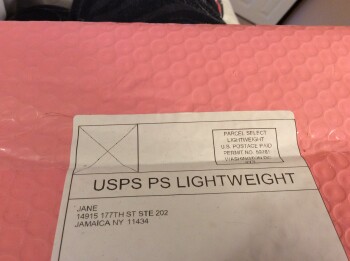 PARCEL SELECT
LIGHTWEIGHT
U.S. POSTAGE PAID
PERMIT NO.
USPS PS LIGHTWEIGHT
JANE
14915 177TH ST STE 202
JAMAICA NY 11434